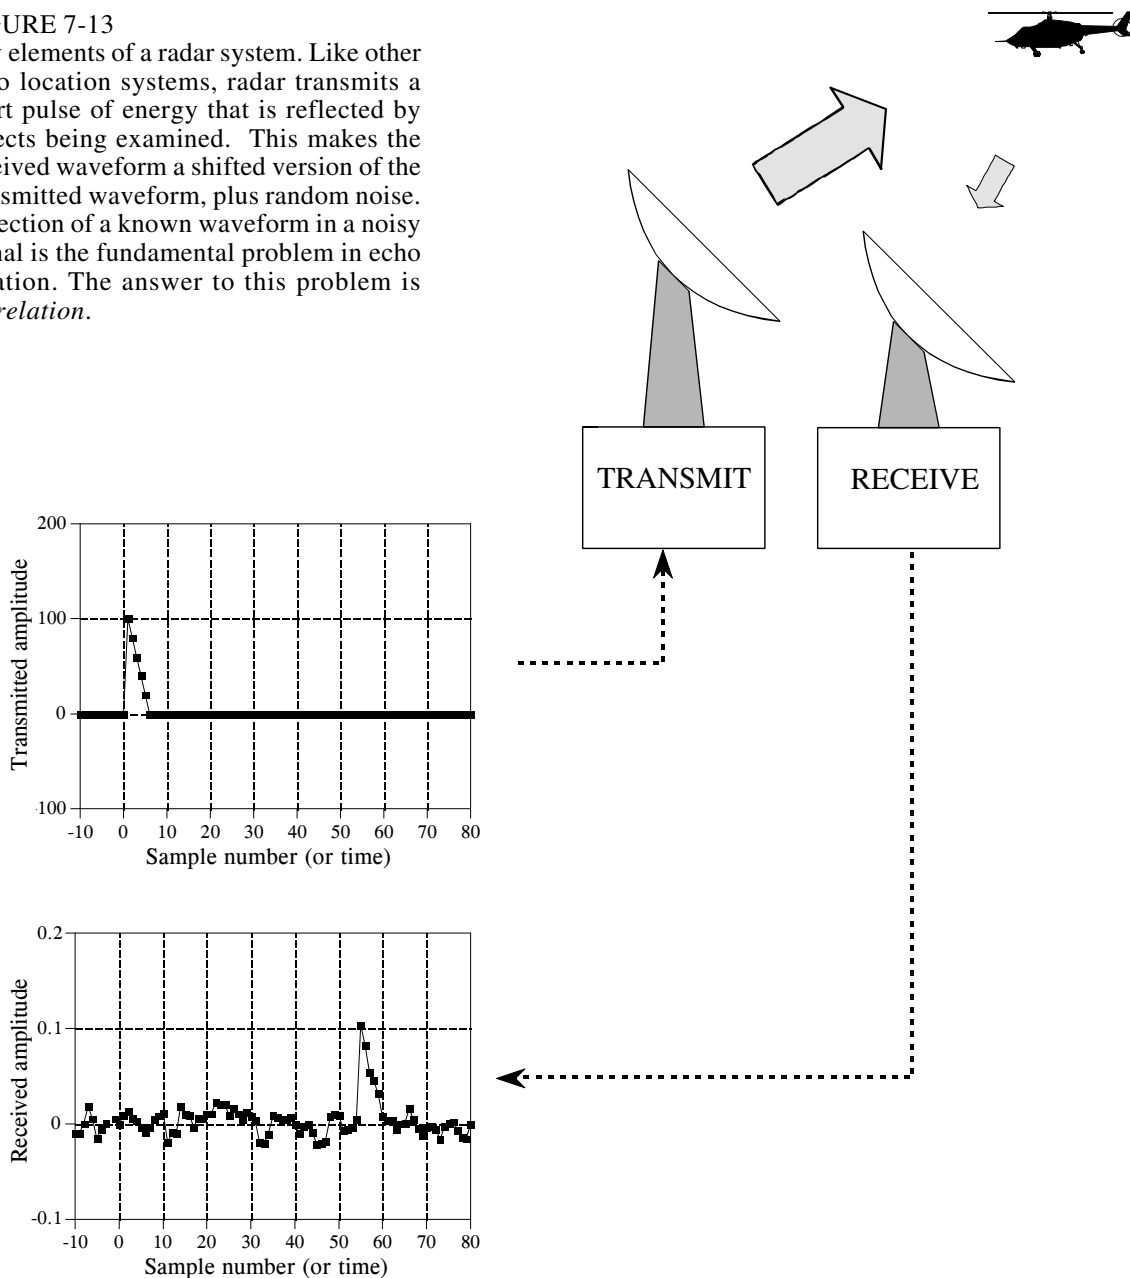 GURE 7-13
y elements of a radar system. Like other
o location systems, radar transmits a
rt pulse of energy that is reflected by
ects being examined. This makes the
eived waveform a shifted version of the
smitted waveform, plus random noise.
ection of a known waveform in a noisy
nal is the fundamental problem in echo
ation. The answer to this problem is
relation.
TRANSMIT
RECEIVE
Transmitted amplitude
200
100
0
-100
-10 0 10 20 30 40 50 60 70 80
Sample number (or time)
Received amplitude
0.2
0.1
0
-0.1
-10 0 10 20 30 40 50 60 70 80
Sample number (or time)